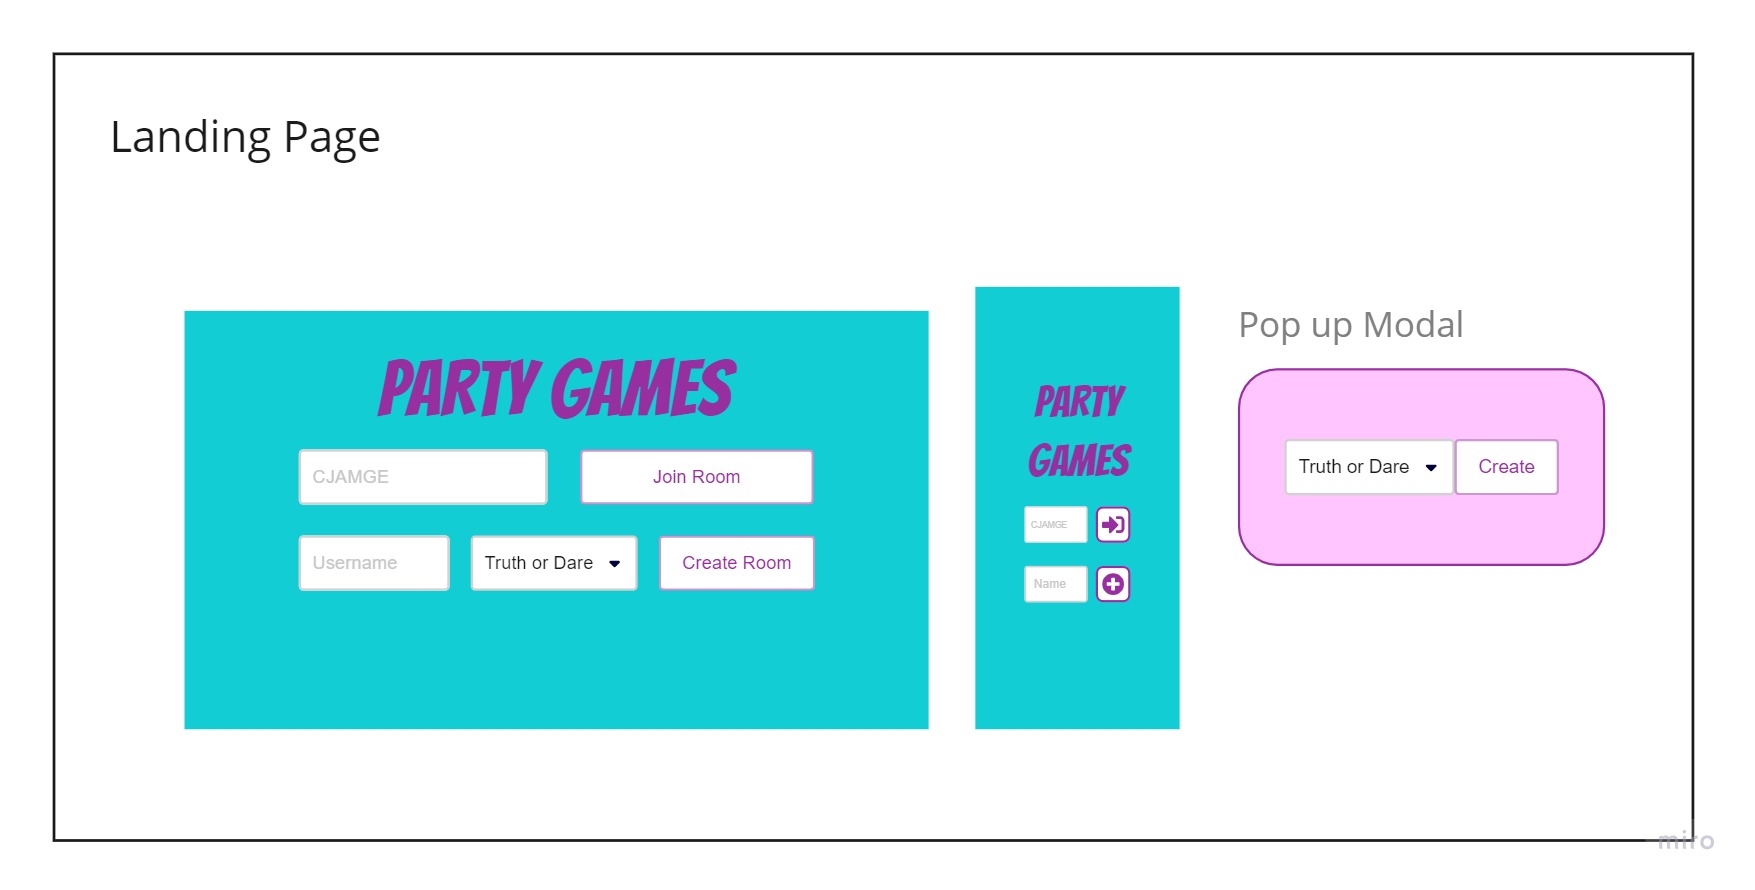 Landing Page
PARTY GAMES
CJAMGE
Join Room
Username
Truth or Dare
Create Room
PARTY
GAMES
CJAMGE
Name
Pop up Modal
Truth or Dare
Create
miro